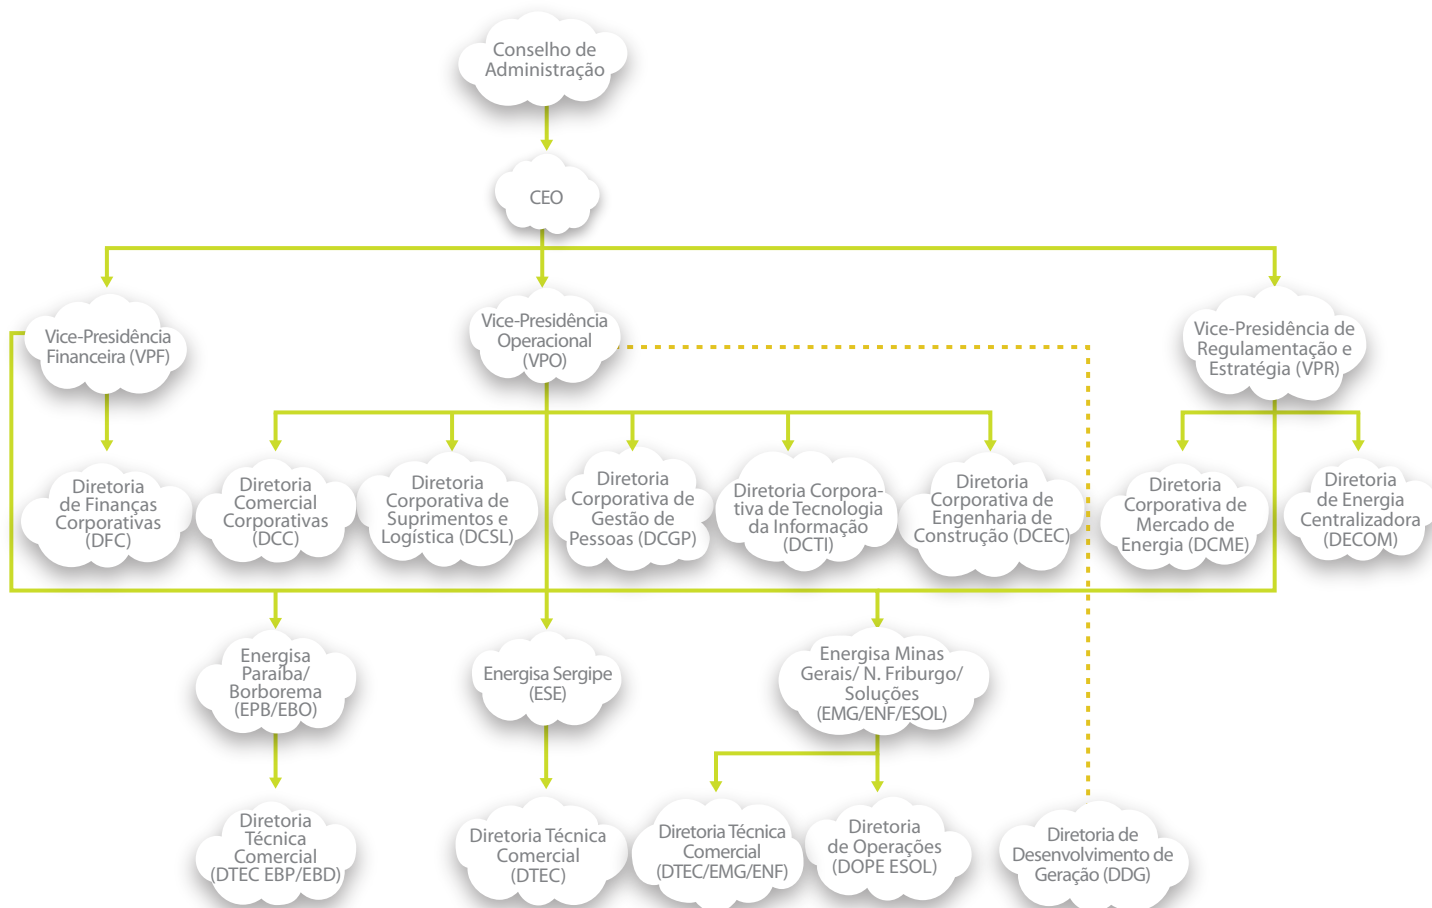 Conselho de
Administração
CEO
Vice-Presidência
Financeira (VPF)
Vice-Presidência
Operacional
(VPO)
Vice-Presidência de
Regulamentação e
Estratégia (VPR)
Diretoria
de Finanças
Corporativas
(DFC)
Diretoria
Comercial
Corporativas
(DCC)
Diretoria
Corporativa de
Suprimentos e
Logística (DCSL)
Diretoria
Corporativa de
Gestão de
Pessoas (DCGP)
Diretoria Corpora-
tiva de Tecnologia
da Informação
(DCTI)
Diretoria
Corporativa de
Engenharia de
Construção (DCEC)
Diretoria
Corporativa de
Mercado de
Energia (DCME)
Diretoria
de Energia
Centralizadora
(DECOM)
Energisa
Paraíba/
Borborema
(EPB/EBO)
Energisa Sergipe
(ESE)
Energisa Minas
Gerais/ N. Friburgo/
Soluções
(EMG/ENF/ESOL)
Diretoria
Técnica
Comercial
(DTEC EBP/EBD)
Diretoria Técnica
Comercial
(DTEC)
Diretoria Técnica
Comercial
(DTEC/EMG/ENF)
Diretoria
de Operações
(DOPE ESOL)
Diretoria de
Desenvolvimento de
Geração (DDG)